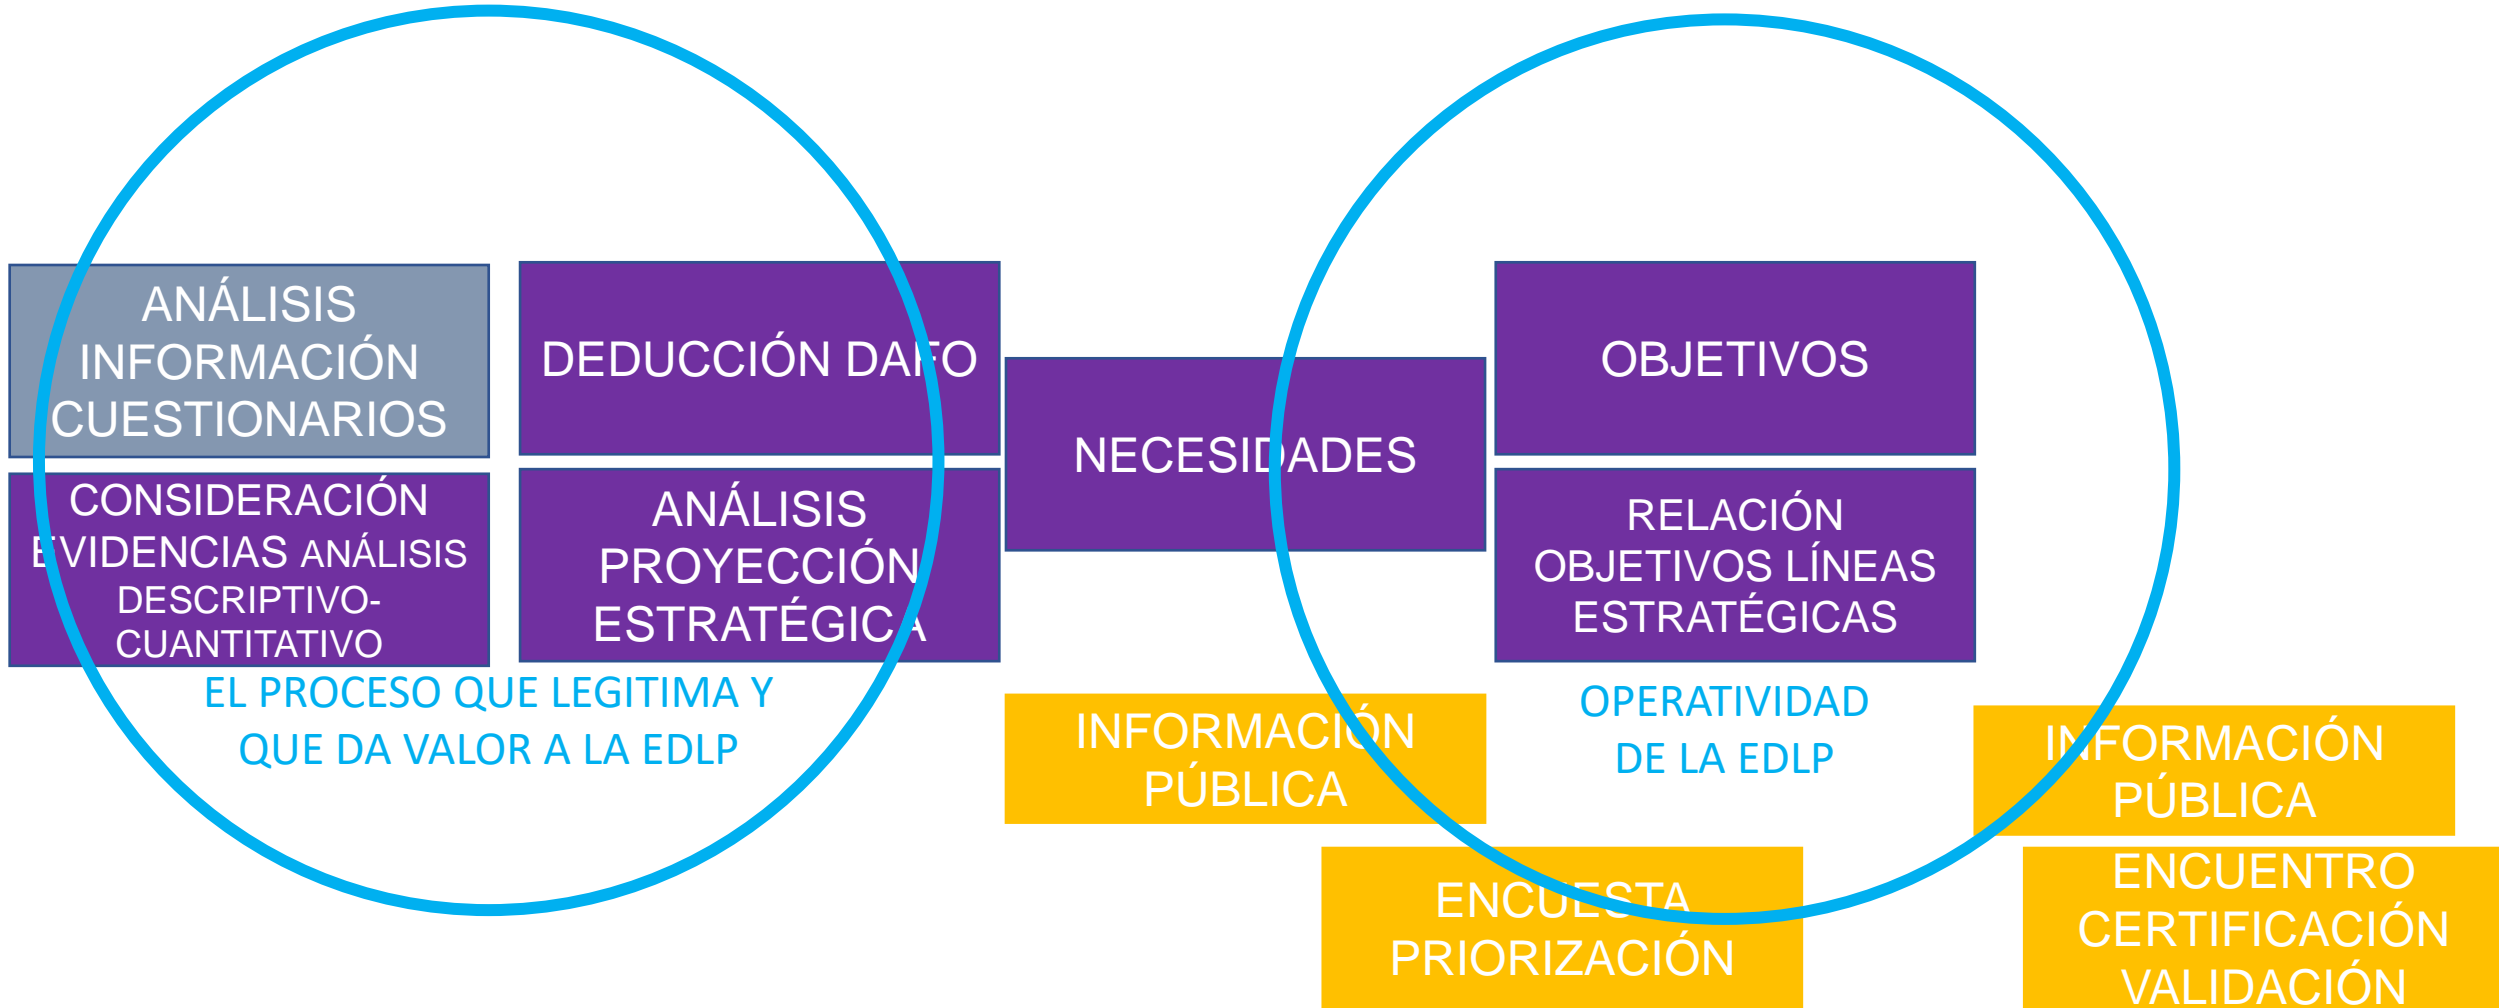 ANÁLISIS
INFORMACIÓN
CUESTIONARIOS
CONSIDERACIÓN
EVIDENCIAS ANÁLISIS
DESCRIPTIVO-
CUANTITATIVO
DEDUCCIÓN DAFO
ANÁLISIS
PROYECCIÓN
ESTRATÉGICA
EL PROCESO QUE LEGITIMA Y
QUE DA VALOR A LA EDLP
NECESIDADES
OBJETIVOS
RELACIÓN
OBJETIVOS LÍNEAS
ESTRATÉGICAS
OPERATIVIDAD
DE LA EDLP
INFORMACIÓN
PÚBLICA
ENCUESTA
PRIORIZACIÓN
INFORMACIÓN
PÚBLICA
ENCUENTRO
CERTIFICACIÓN
VALIDACIÓN